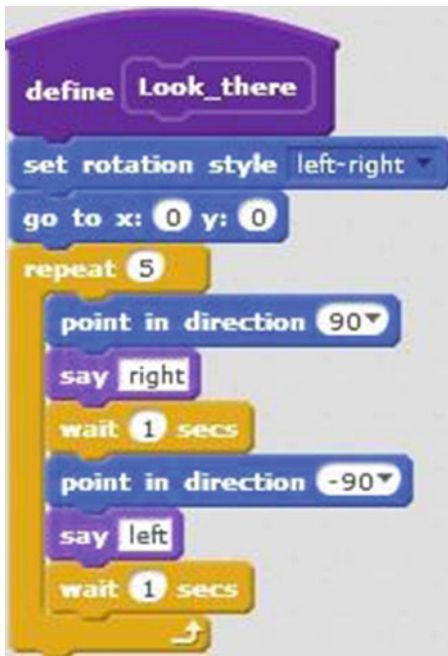 define Look_there
set rotation style left-right
go to x: 0 y: 0
repeat 5
point in direction 90
say right
wait 1 secs
point in direction -90
say left
wait 1 secs